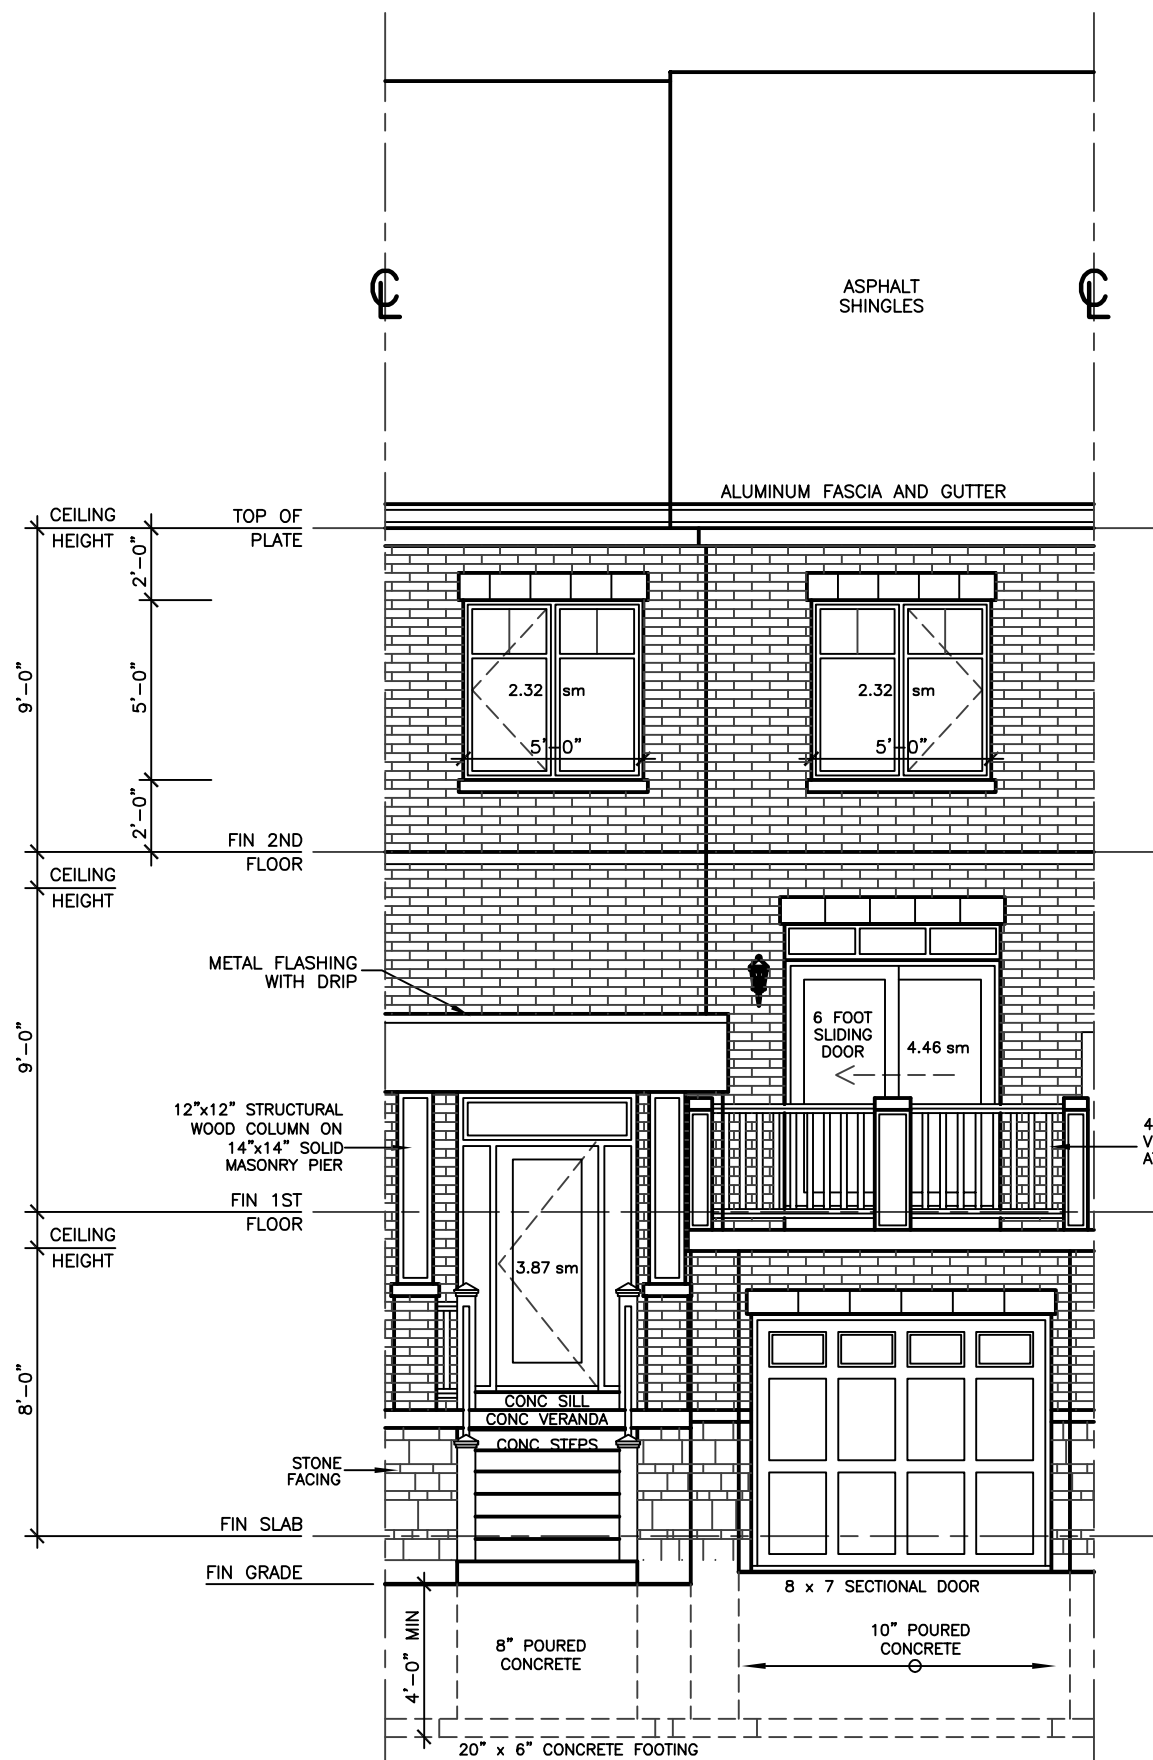 ℄
℄
ASPHALT
SHINGLES
ALUMINUM FASCIA AND GUTTER
CEILING
HEIGHT
TOP OF
PLATE
2'-0"
9'-0"
5'-0"
2.32 sm
2.32 sm
5'-0"
5'-0"
2'-0"
FIN 2ND
FLOOR
CEILING
HEIGHT
METAL FLASHING
WITH DRIP
6 FOOT
SLIDING
DOOR
4.46 sm
9'-0"
12"x12" STRUCTURAL
WOOD COLUMN ON
14"x14" SOLID
MASONRY PIER
4
V
A
FIN 1ST
FLOOR
CEILING
HEIGHT
3.87 sm
8'-0"
CONC SILL
CONC VERANDA
CONC STEPS
STONE
FACING
FIN SLAB
FIN GRADE
8 x 7 SECTIONAL DOOR
4'-0" MIN
8" POURED
CONCRETE
10" POURED
CONCRETE
20" x 6" CONCRETE FOOTING